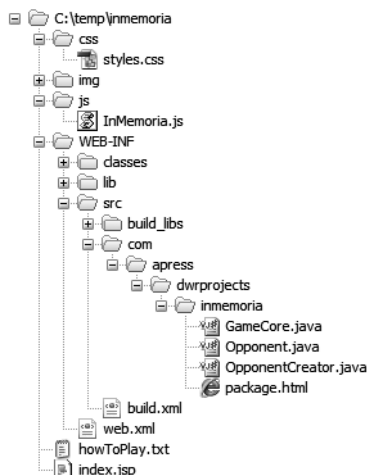 C:\temp\inmemoria
css
styles.css
img
js
InMemoria.js
WEB-INF
classes
lib
src
build_libs
com
apress
dwrprojects
inmemoria
GameCore.java
Opponent.java
OpponentCreator.java
package.html
build.xml
web.xml
howToPlay.txt
index.jsp